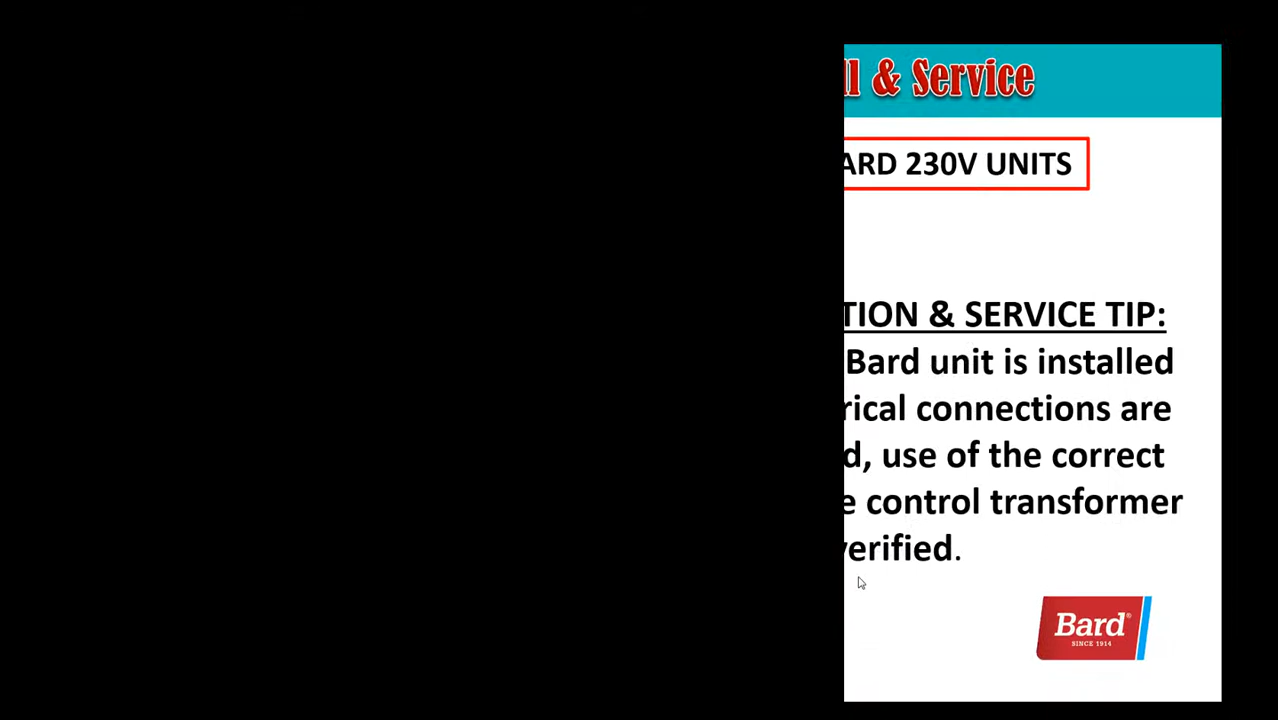 ll & Service
ARD 230V UNITS
TION & SERVICE TIP:
Bard unit is installed
rical connections are
d, use of the correct
e control transformer
verified.
Bard®
SINCE 1914